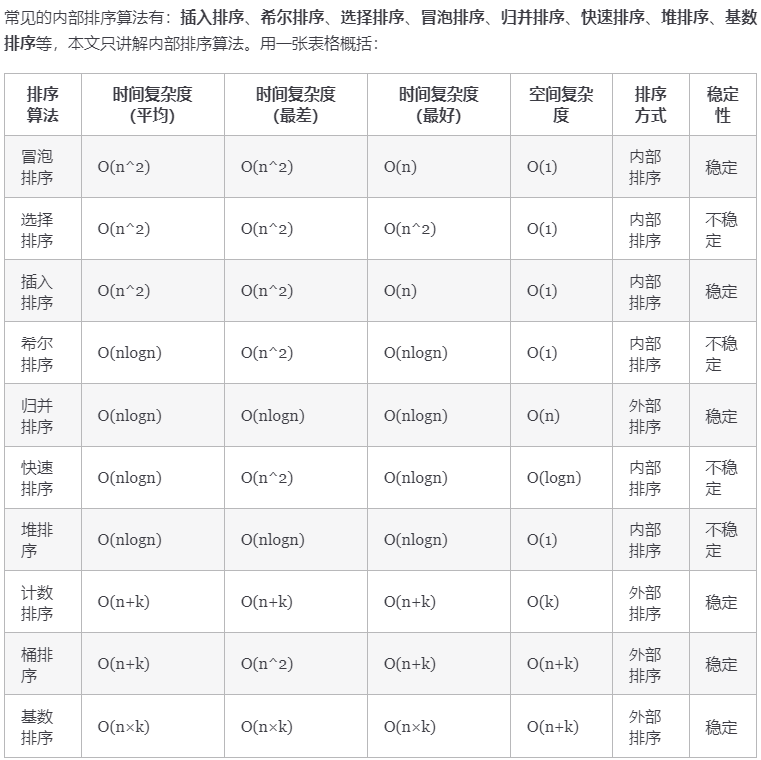 常见的内部排序算法有：插入排序、希尔排序、选择排序、冒泡排序、归并排序、快速排序、堆排序、基数
排序等，本文只讲解内部排序算法。用一张表格概括：
排序算法 时间复杂度（平均） 时间复杂度（最差） 时间复杂度（最好） 空间复杂度 排序方式 稳定性
冒泡排序 O(n^2) O(n^2) O(n) O(1) 内部排序 稳定
选择排序 O(n^2) O(n^2) O(n^2) O(1) 内部排序 不稳定
插入排序 O(n^2) O(n^2) O(n) O(1) 内部排序 稳定
希尔排序 O(nlogn) O(n^2) O(nlogn) O(1) 内部排序 不稳定
归并排序 O(nlogn) O(nlogn) O(nlogn) O(n) 外部排序 稳定
快速排序 O(nlogn) O(n^2) O(nlogn) O(logn) 内部排序 不稳定
堆排序 O(nlogn) O(nlogn) O(nlogn) O(1) 内部排序 不稳定
计数排序 O(n+k) O(n+k) O(n+k) O(k) 外部排序 稳定
桶排序 O(n+k) O(n^2) O(n+k) O(n+k) 外部排序 稳定
基数排序 O(n×k) O(n×k) O(n×k) O(n+k) 外部排序 稳定